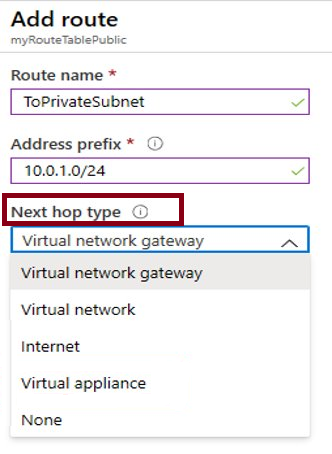 Add route
myRouteTablePublic
Route name *
ToPrivateSubnet
Address prefix *
10.0.1.0/24
Next hop type
Virtual network gateway
Virtual network gateway
Virtual network
Internet
Virtual appliance
None